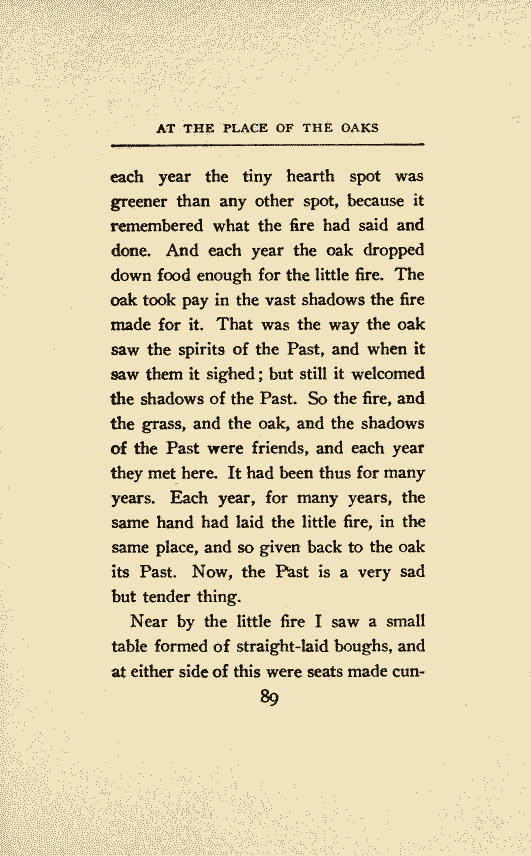 AT THE PLACE OF THE OAKS
each year the tiny hearth spot was
greener than any other spot, because it
remembered what the fire had said and
done. And each year the oak dropped
down food enough for the little fire. The
oak took pay in the vast shadows the fire
made for it. That was the way the oak
saw the spirits of the Past, and when it
saw them it sighed; but still it welcomed
the shadows of the Past. So the fire, and
the grass, and the oak, and the shadows
of the Past were friends, and each year
they met here. It had been thus for many
years. Each year, for many years, the
same hand had laid the little fire, in the
same place, and so given back to the oak
its Past. Now, the Past is a very sad
but tender thing.
Near by the little fire I saw a small
table formed of straight-laid boughs, and
at either side of this were seats made cun-
89